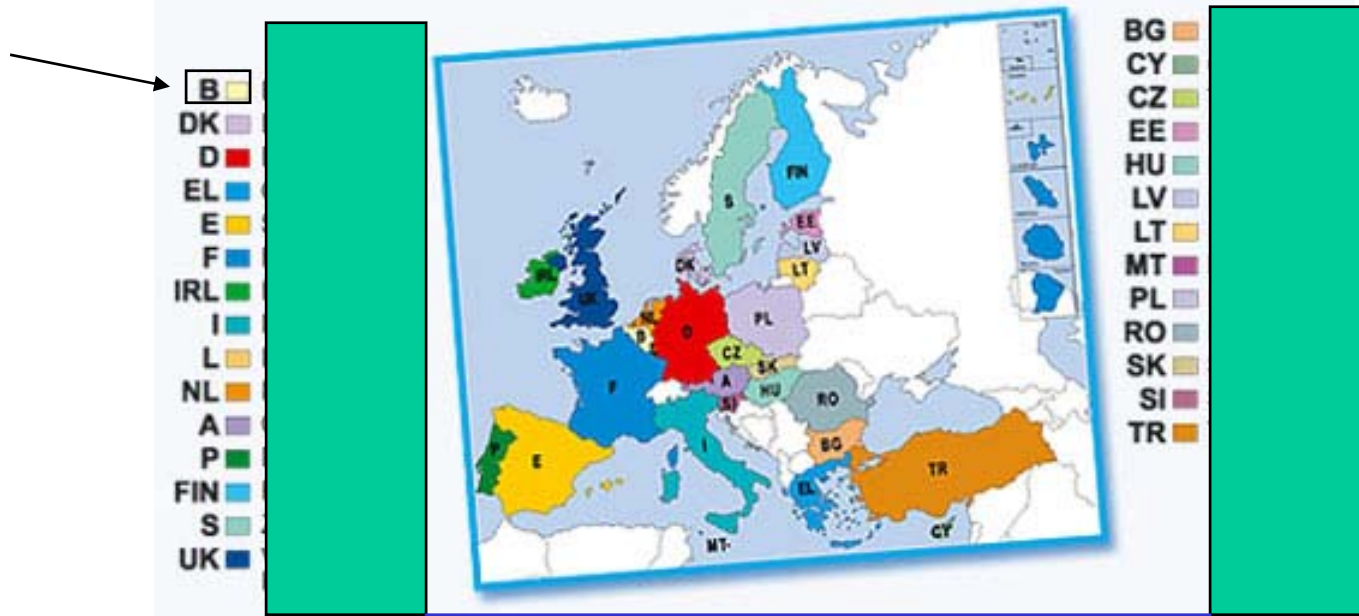 B
DK
D
EL
E
F
IRL
I
L
NL
A
P
FIN
S
UK
FIN
S
EE
LV
LT
DK
IRL
UK
NL
B
D
PL
CZ
SK
F
A
HU
SI
RO
P
E
I
BG
EL
TR
MT
CY
BG
CY
CZ
EE
HU
LV
LT
MT
PL
RO
SK
SI
TR